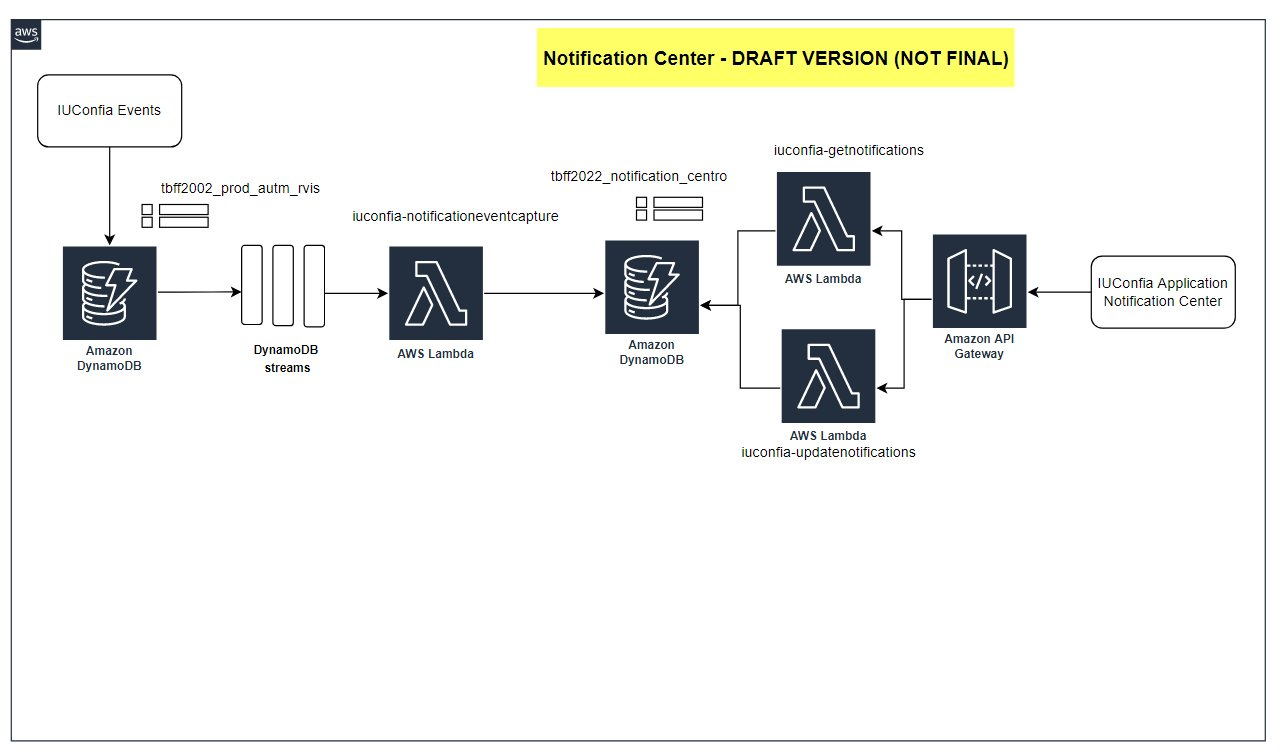 aws
Notification Center - DRAFT VERSION (NOT FINAL)
IUConfia Events
tbff2002_prod_autm_rvis
iuconfia-notificationeventcapture
tbff2022_notification_centro
iuconfia-getnotifications
Amazon
DynamoDB
DynamoDB
streams
AWS Lambda
Amazon
DynamoDB
AWS Lambda
</>
Amazon API
Gateway
IUConfia Application
Notification Center
AWS Lambda
iuconfia-updatenotifications